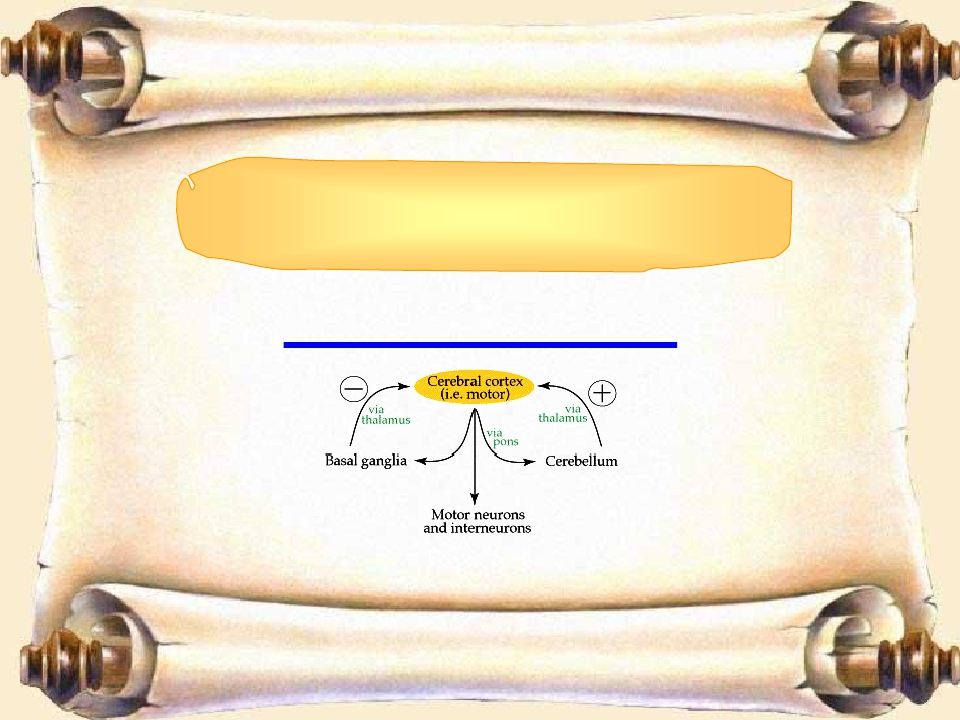 Cerebral cortex
(i.e. motor)
−
+
via
thalamus
via
thalamus
via
pons
Basal ganglia
Cerebellum
Motor neurons
and interneurons